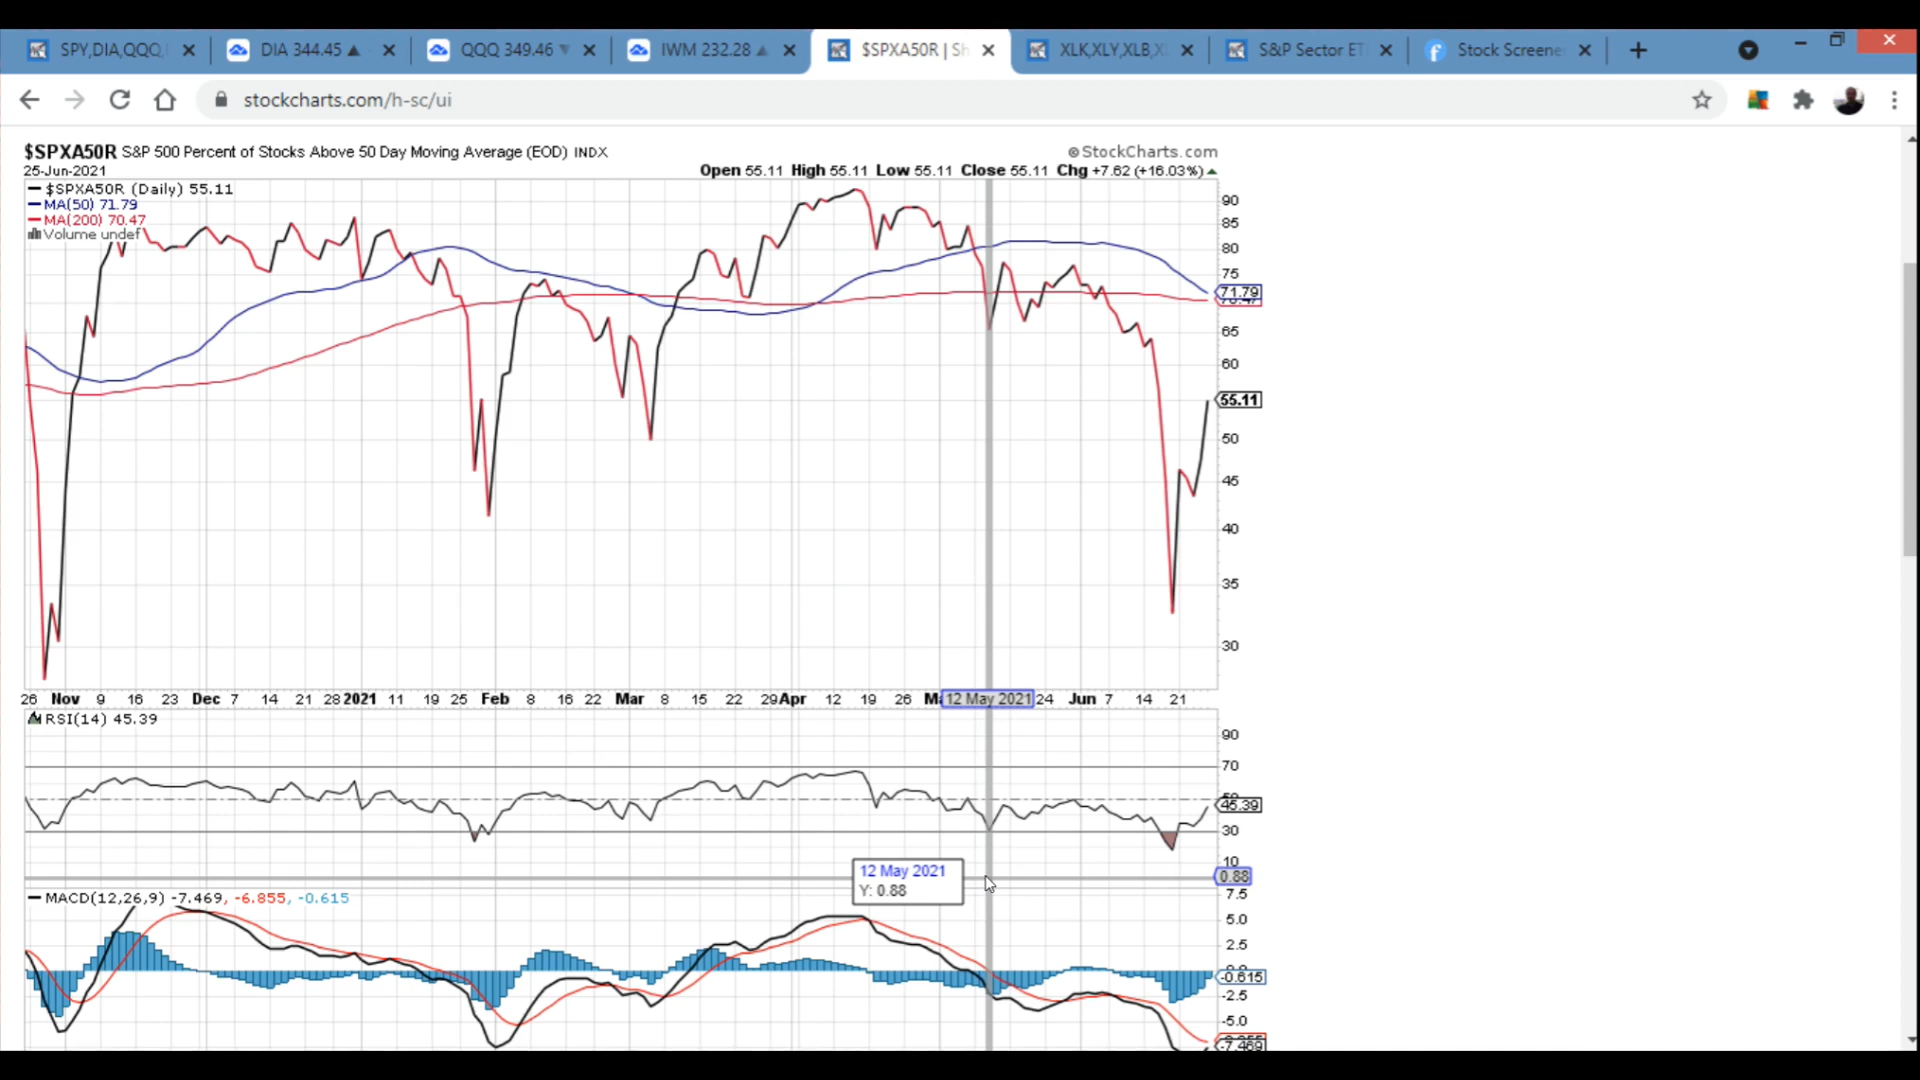 SPY,DIA,QQQ, DIA 344.45 ▲ QQQ 349.46 ▼ IWM 232.28 ▲ $SPXA50R | Sh XLK,XLY,XLB,XL S&P Sector ET Stock Screene
stockcharts.com/h-sc/ui
$SPXA50R S&P 500 Percent of Stocks Above 50 Day Moving Average (EOD) INDX
© StockCharts.com
25-Jun-2021
Open 55.11 High 55.11 Low 55.11 Close 55.11 Chg +7.62 (+16.03%)
$SPXA50R (Daily) 55.11
MA(50) 71.79
MA(200) 70.47
Volume undef
90
85
80
75
71.79
65
60
55.11
50
45
40
35
30
26 Nov 9 16 23 Dec 7 14 21 28 2021 11 19 25 Feb 8 16 22 Mar 8 15 22 29 Apr 12 19 26 12 May 2021 24 Jun 7 14 21
RSI(14) 45.39
90
70
45.39
30
10
12 May 2021
Y: 0.88
0.88
MACD(12,26,9) -7.469, -6.855, -0.615
7.5
5.0
2.5
-0.615
-2.5
-5.0
-7.469